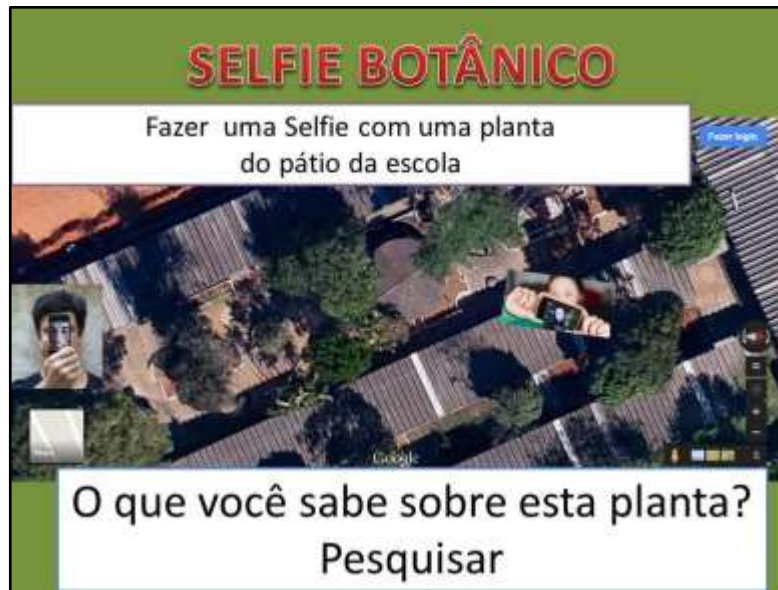 SELFIE BOTÂNICO
Fazer uma Selfie com uma planta
do pátio da escola
Fazer login
Google
O que você sabe sobre esta planta?
Pesquisar